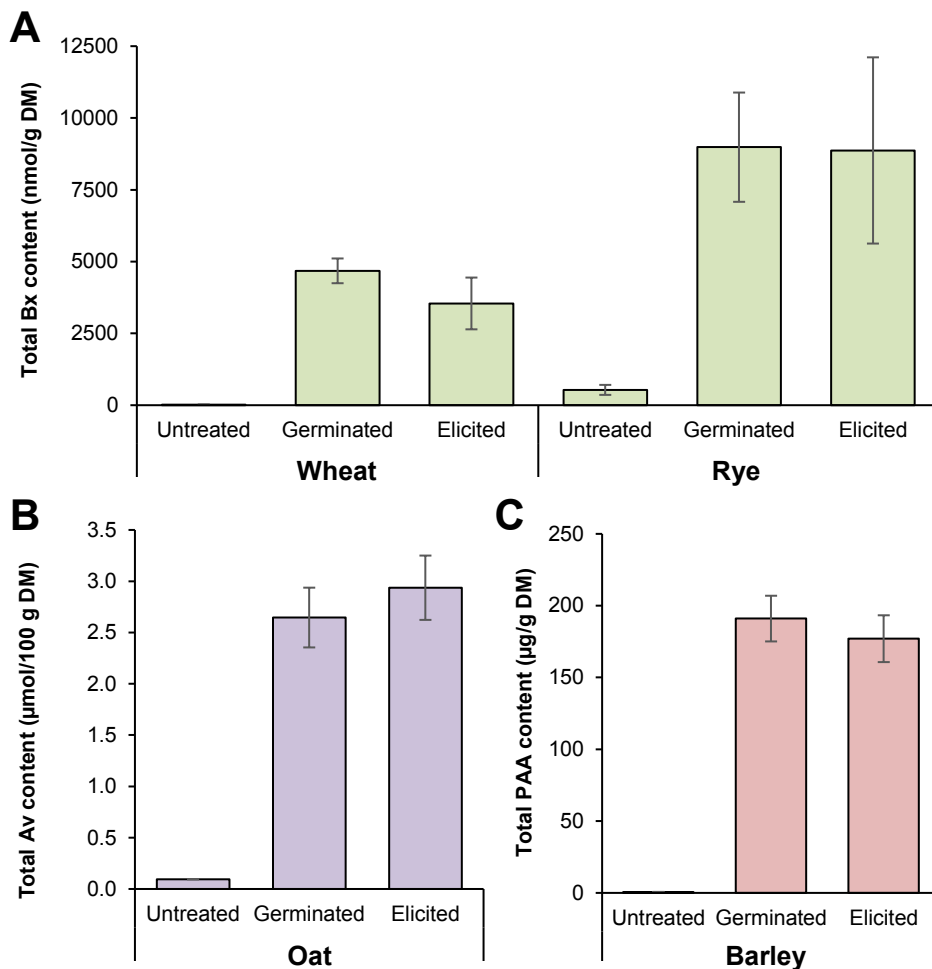 A
Total Bx content (nmol/g DM)
12500
10000
7500
5000
2500
0
Untreated Germinated Elicited Untreated Germinated Elicited
Wheat Rye
B
Total Av content (µmol/100 g DM)
3.5
3.0
2.5
2.0
1.5
1.0
0.5
0.0
Untreated Germinated Elicited
Oat
C
Total PAA content (µg/g DM)
250
200
150
100
50
0
Untreated Germinated Elicited
Barley